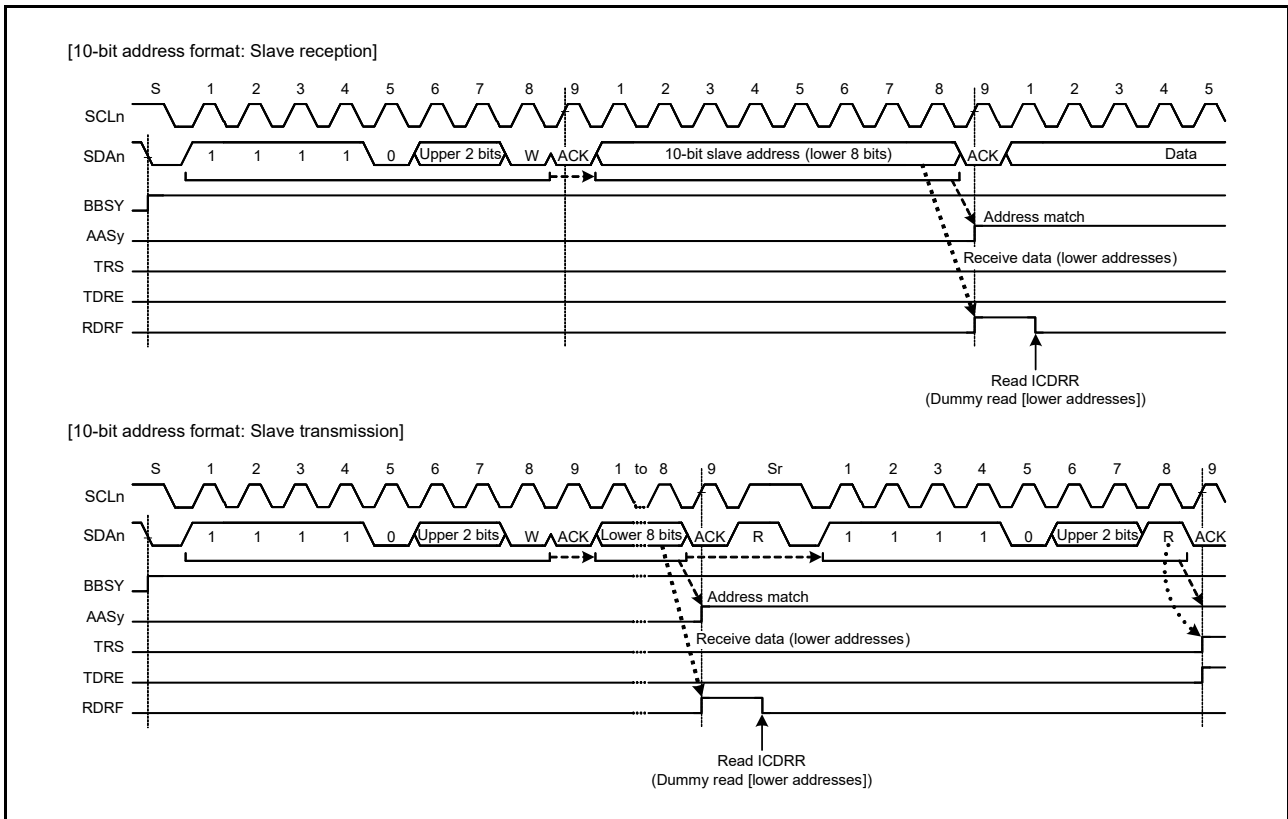 [10-bit address format: Slave reception]
S 1 2 3 4 5 6 7 8 9 1 2 3 4 5 6 7 8 9 1 2 3 4 5
SCLn
SDAn 1 1 1 1 0 Upper 2 bits W ACK 10-bit slave address (lower 8 bits) ACK Data
BBSY
Address match
AASy
Receive data (lower addresses)
TRS
TDRE
RDRF
Read ICDRR
(Dummy read [lower addresses])
[10-bit address format: Slave transmission]
S 1 2 3 4 5 6 7 8 9 1 to 8 9 Sr 1 2 3 4 5 6 7 8 9
SCLn
SDAn 1 1 1 1 0 Upper 2 bits W ACK Lower 8 bits ACK R 1 1 1 1 0 Upper 2 bits R ACK
BBSY
Address match
AASy
Receive data (lower addresses)
TRS
TDRE
RDRF
Read ICDRR
(Dummy read [lower addresses])